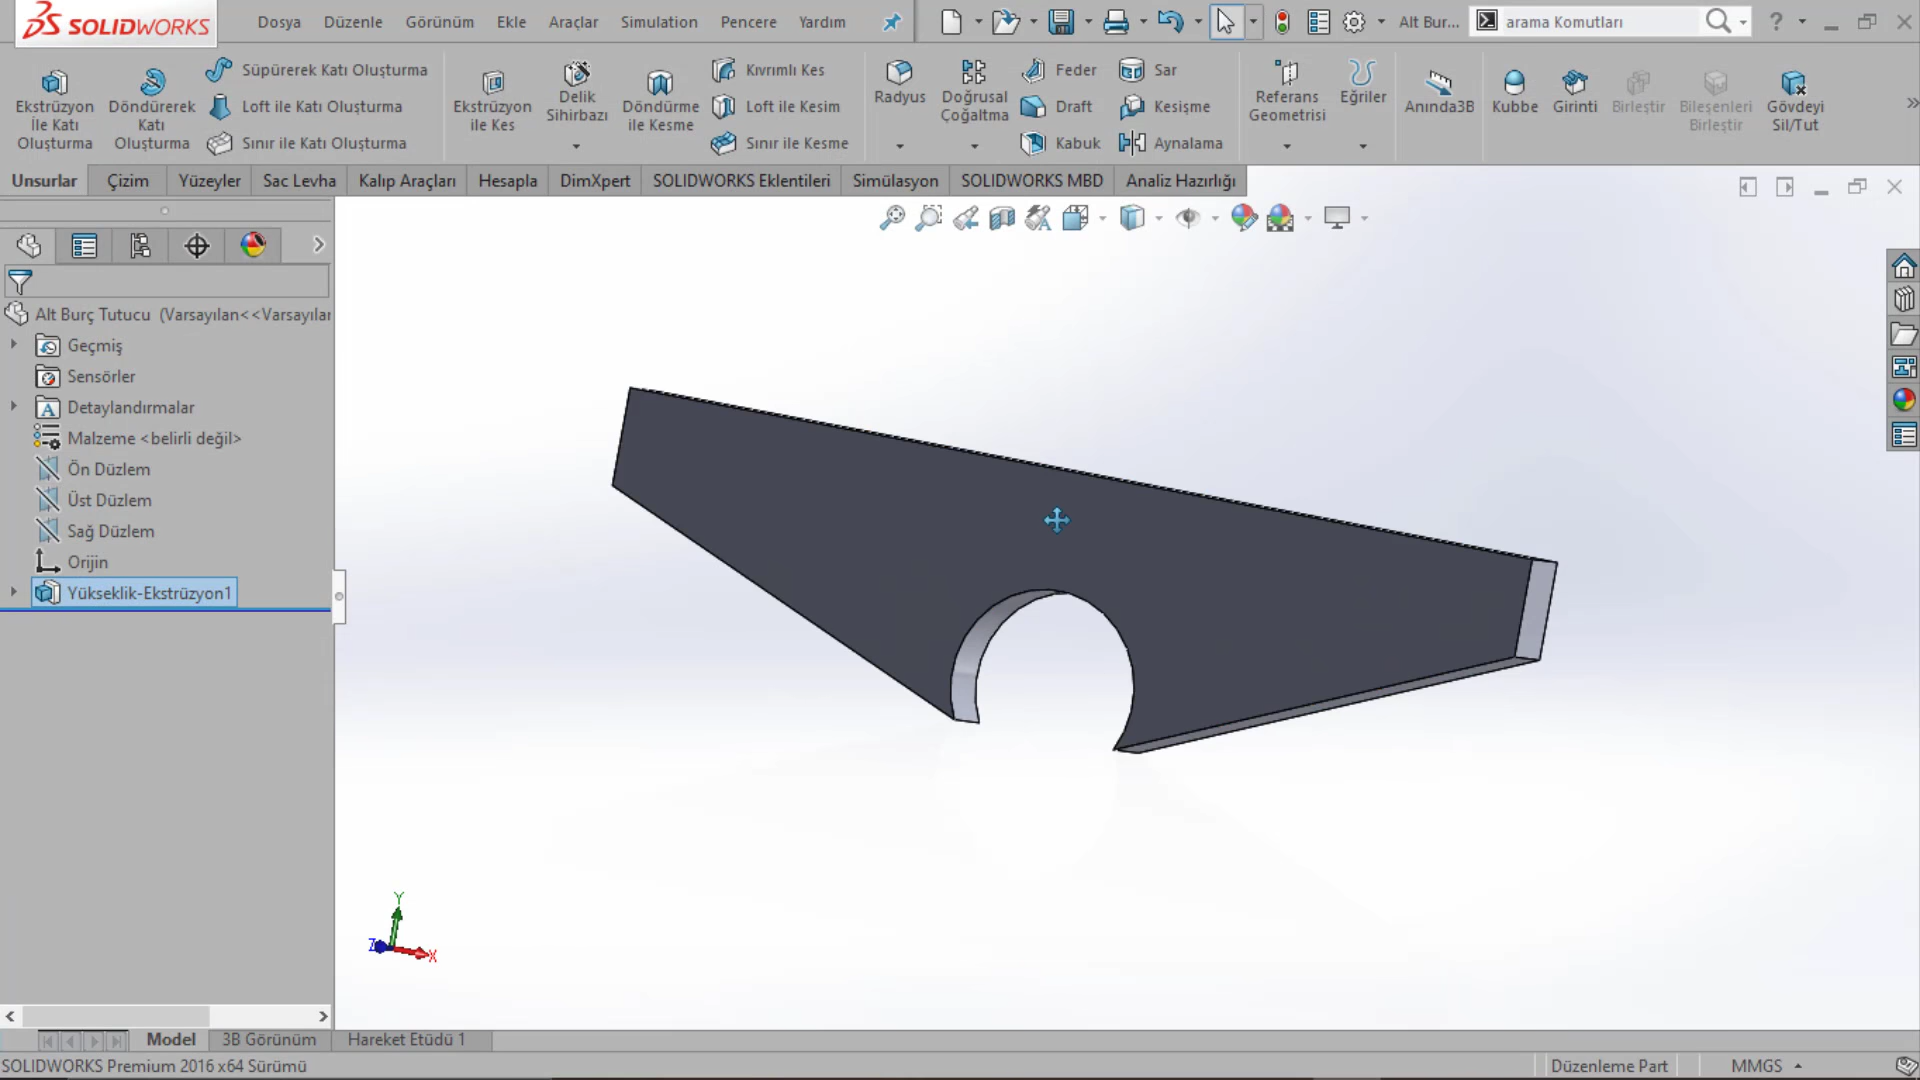 SOLIDWORKS
Dosya Düzenle Görünüm Ekle Araçlar Simulation Pencere Yardım
Alt Bur... arama Komutları
Ekstrüzyon İle Katı Oluşturma
Döndürerek Katı Oluşturma
Süpürerek Katı Oluşturma
Loft ile Katı Oluşturma
Sınır ile Katı Oluşturma
Ekstrüzyon ile Kes
Delik Sihirbazı
Döndürme ile Kesme
Kıvrımlı Kes
Loft ile Kesim
Sınır ile Kesme
Radyus
Doğrusal Çoğaltma
Feder
Draft
Kabuk
Sar
Kesişme
Aynalama
Referans Geometrisi
Eğriler
Anında3B
Kubbe
Girinti
Birleştir
Bileşenleri Birleştir
Gövdeyi Sil/Tut
Unsurlar Çizim Yüzeyler Sac Levha Kalıp Araçları Hesapla DimXpert SOLIDWORKS Eklentileri Simülasyon SOLIDWORKS MBD Analiz Hazırlığı
Alt Burç Tutucu (Varsayılan<<Varsayılan
Geçmiş
Sensörler
Detaylandırmalar
Malzeme <belirli değil>
Ön Düzlem
Üst Düzlem
Sağ Düzlem
Orijin
Yükseklik-Ekstrüzyon1
Y
Z
X
Model 3B Görünüm Hareket Etüdü 1
SOLIDWORKS Premium 2016 x64 Sürümü
Düzenleme Part
MMGS